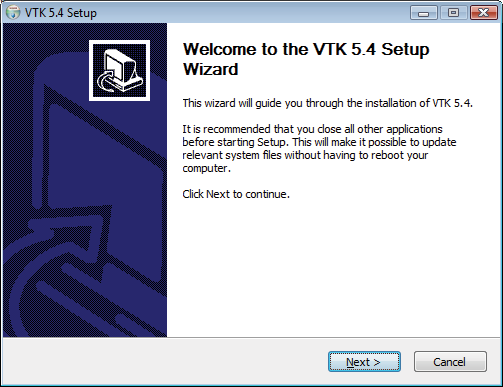 VTK 5.4 Setup
Welcome to the VTK 5.4 Setup
Wizard
This wizard will guide you through the installation of VTK 5.4.
It is recommended that you close all other applications
before starting Setup. This will make it possible to update
relevant system files without having to reboot your
computer.
Click Next to continue.
Next >
Cancel